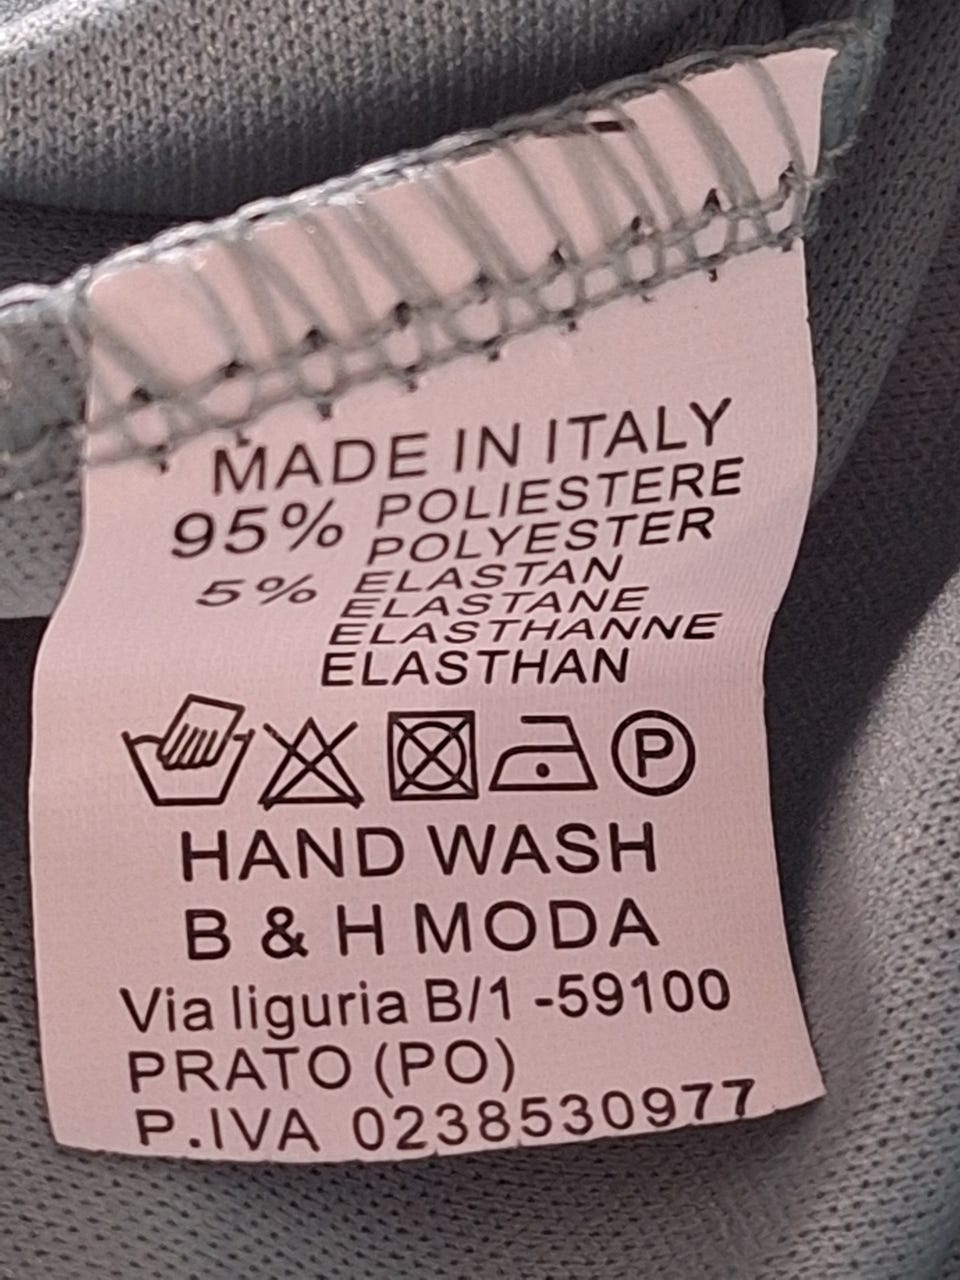 MADE IN ITALY
95% POLIESTERE
POLYESTER
5% ELASTAN
ELASTANE
ELASTHANNE
ELASTHAN
P
HAND WASH
B & H MODA
Via liguria B/1 -59100
PRATO (PO)
P.IVA 0238530977